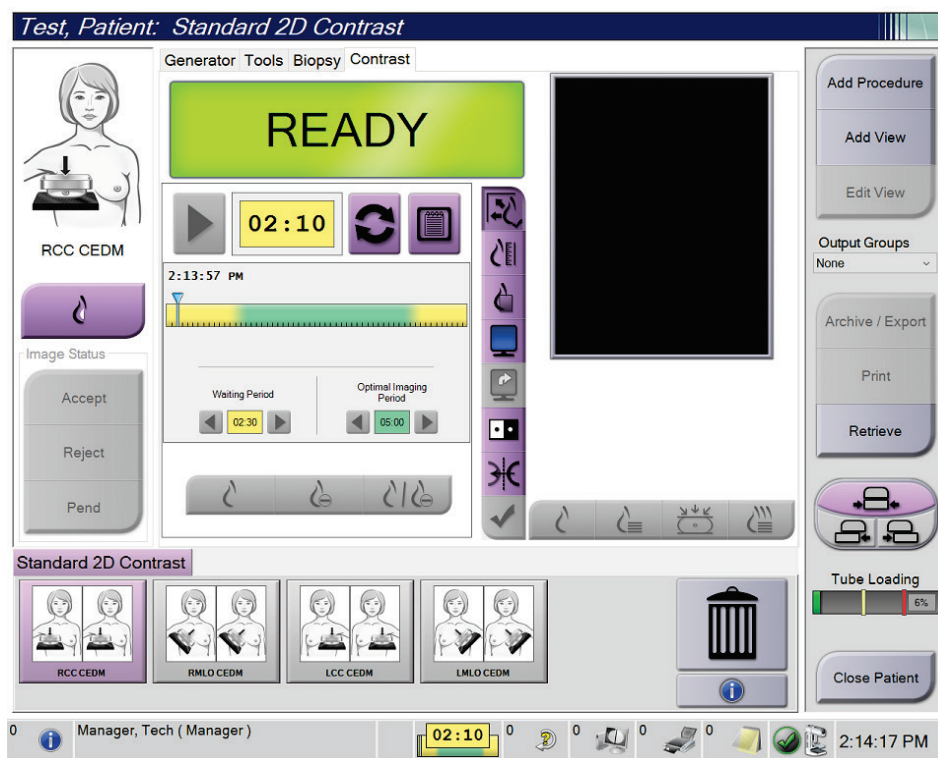 Test, Patient:  Standard 2D Contrast
Generator Tools Biopsy Contrast
READY
RCC CEDM
02:10
2:13:57 PM
Waiting Period
Optimal Imaging
Period
02:30
05:00
Image Status
Accept
Reject
Pend
Add Procedure
Add View
Edit View
Output Groups
None
Archive / Export
Print
Retrieve
Tube Loading
6%
Close Patient
Standard 2D Contrast
RCC CEDM
RMLO CEDM
LCC CEDM
LMLO CEDM
0
Manager, Tech ( Manager )
02:10
0
0
0
0
2:14:17 PM